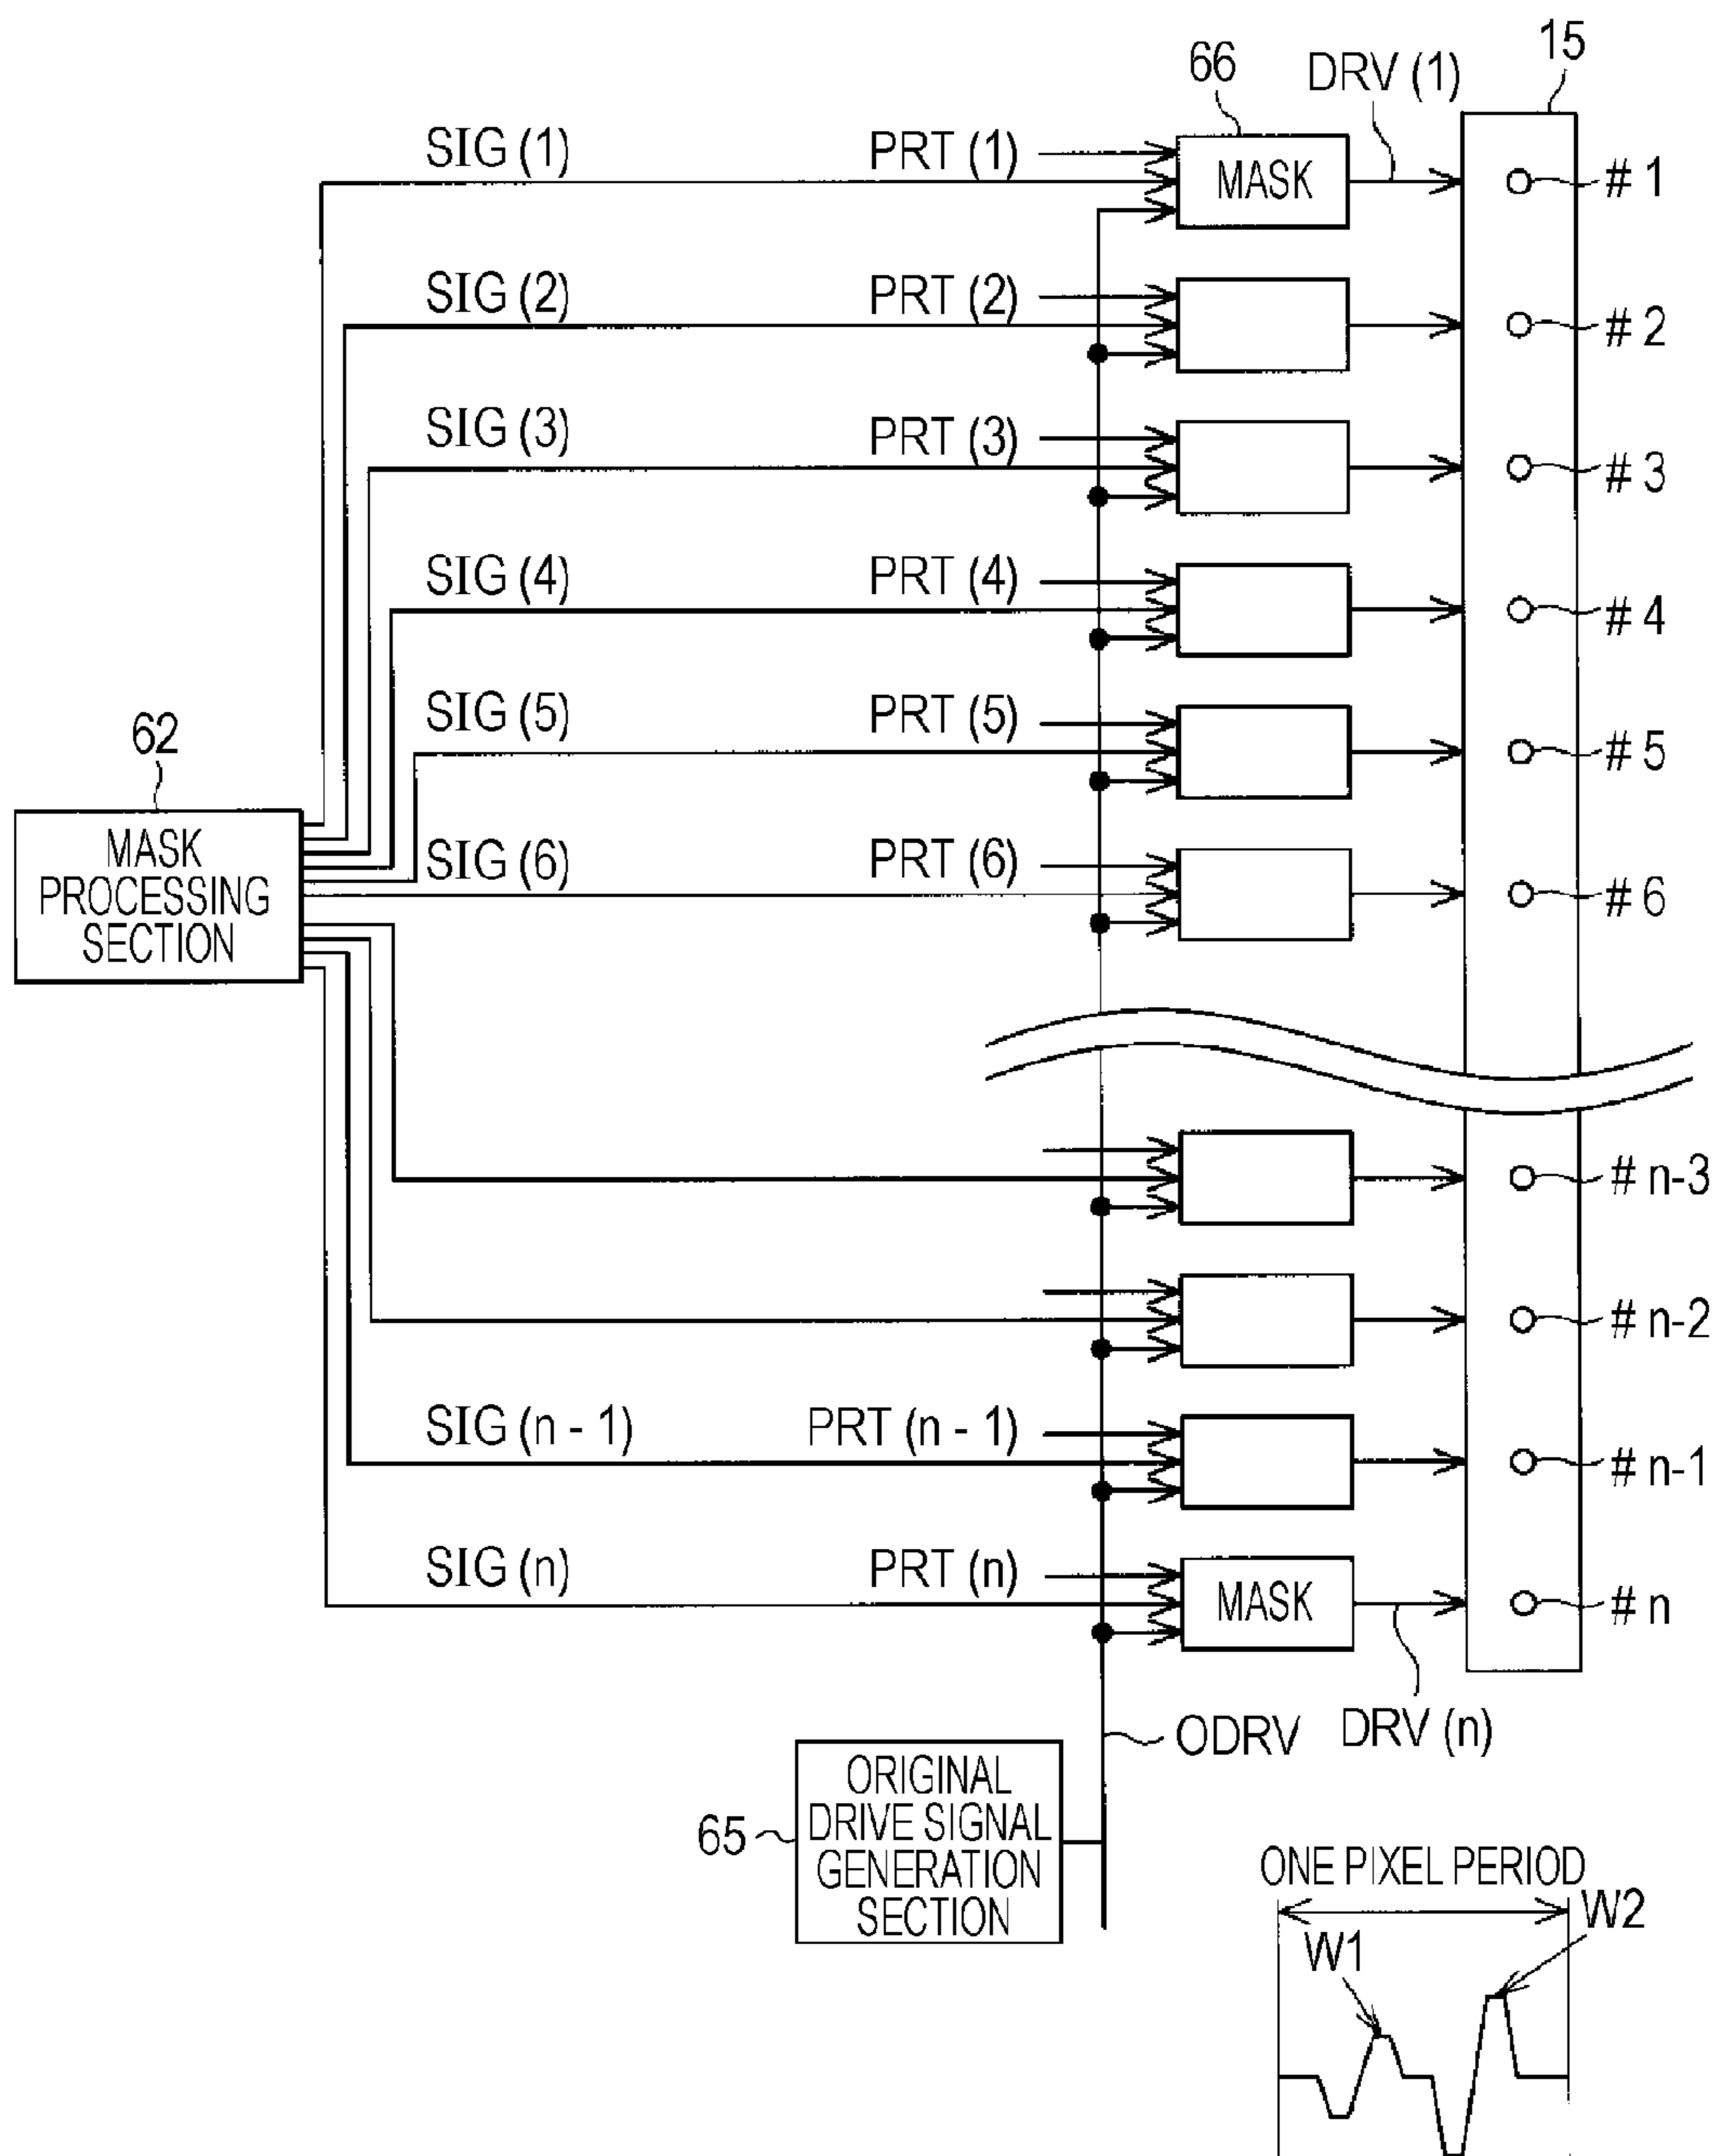 15
66
DRV (1)
SIG (1)
PRT (1)
MASK
# 1
SIG (2)
PRT (2)
# 2
SIG (3)
PRT (3)
# 3
SIG (4)
PRT (4)
# 4
SIG (5)
PRT (5)
# 5
62
MASK
PROCESSING
SECTION
SIG (6)
PRT (6)
# 6
# n-3
# n-2
SIG (n - 1)
PRT (n - 1)
# n-1
SIG (n)
PRT (n)
MASK
# n
ODRV
DRV (n)
65
ORIGINAL
DRIVE SIGNAL
GENERATION
SECTION
ONE PIXEL PERIOD
W1
W2